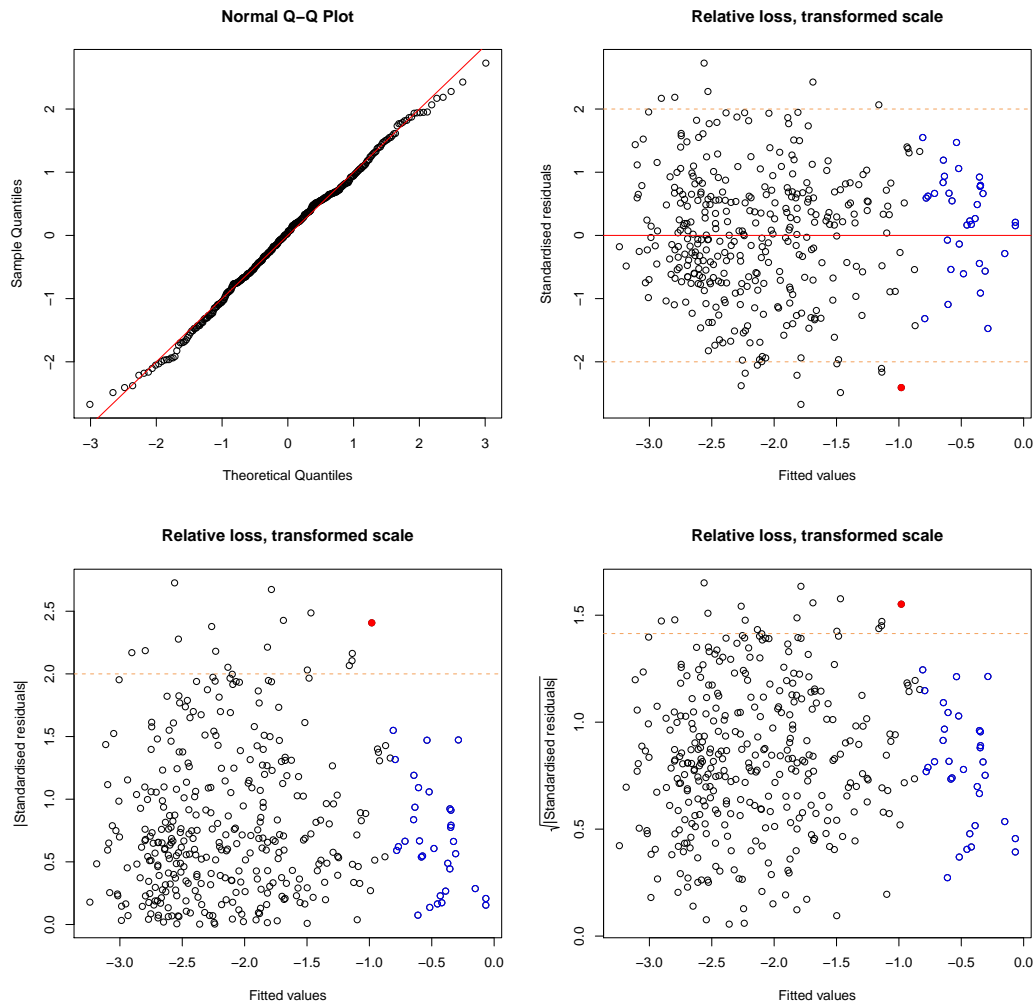 Normal Q−Q Plot
Sample Quantiles
2
1
0
−1
−2
−3 −2 −1 0 1 2 3
Theoretical Quantiles
Relative loss, transformed scale
Standardised residuals
2
1
0
−1
−2
−3.0 −2.5 −2.0 −1.5 −1.0 −0.5 0.0
Fitted values
Relative loss, transformed scale
|Standardised residuals|
2.5
2.0
1.5
1.0
0.5
0.0
−3.0 −2.5 −2.0 −1.5 −1.0 −0.5 0.0
Fitted values
Relative loss, transformed scale
√|Standardised residuals|
1.5
1.0
0.5
0.0
−3.0 −2.5 −2.0 −1.5 −1.0 −0.5 0.0
Fitted values